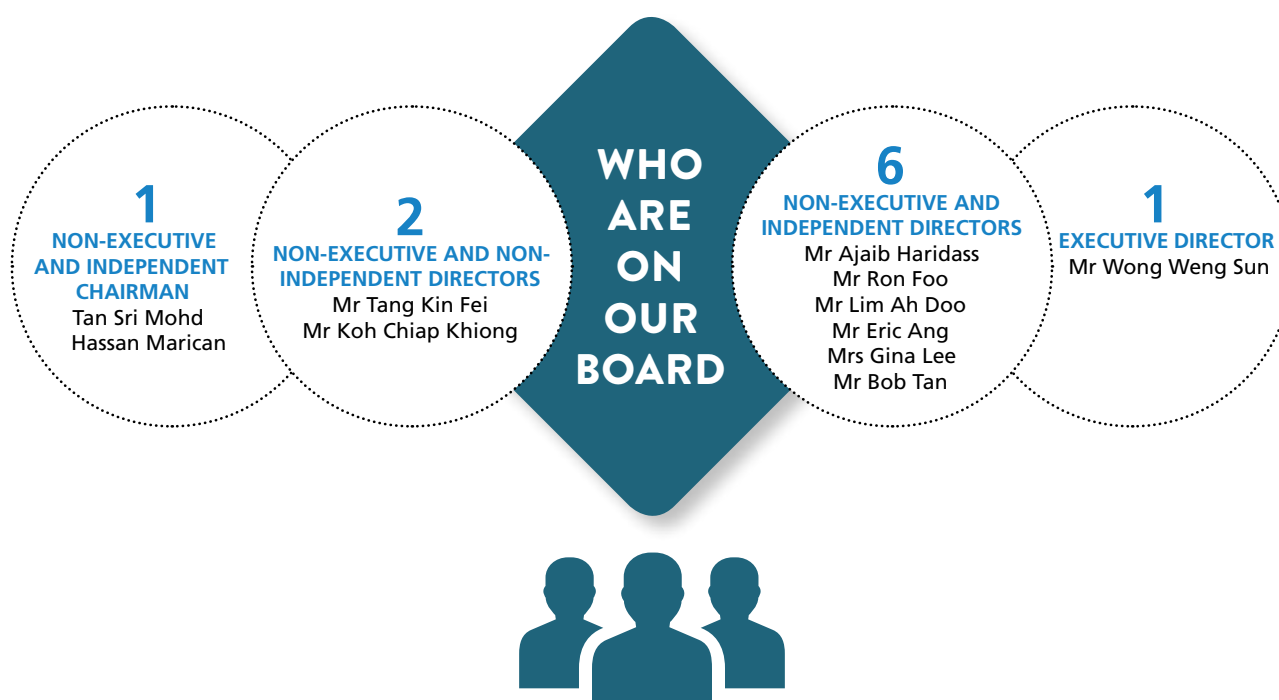 1
NON-EXECUTIVE
AND INDEPENDENT
CHAIRMAN
Tan Sri Mohd
Hassan Marican
2
NON-EXECUTIVE AND NON-
INDEPENDENT DIRECTORS
Mr Tang Kin Fei
Mr Koh Chiap Khiong
WHO
ARE
ON
OUR
BOARD
6
NON-EXECUTIVE AND
INDEPENDENT DIRECTORS
Mr Ajaib Haridass
Mr Ron Foo
Mr Lim Ah Doo
Mr Eric Ang
Mrs Gina Lee
Mr Bob Tan
1
EXECUTIVE DIRECTOR
Mr Wong Weng Sun